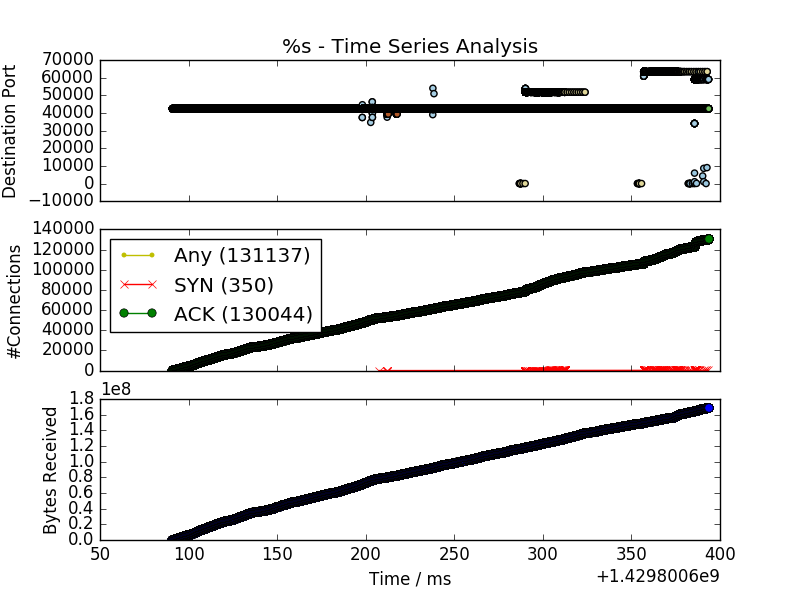 %s - Time Series Analysis
Destination Port
70000
60000
50000
40000
30000
20000
10000
0
−10000
#Connections
140000
120000
100000
80000
60000
40000
20000
0
Any (131137)
SYN (350)
ACK (130044)
1e8
Bytes Received
1.8
1.6
1.4
1.2
1.0
0.8
0.6
0.4
0.2
0.0
50 100 150 200 250 300 350 400
Time / ms
+1.4298006e9